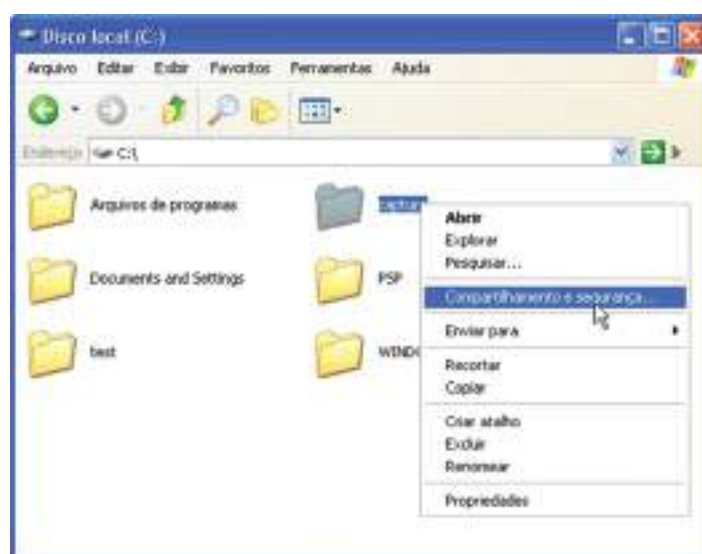 Disco local (C:)
Arquivo Editar Exibir Favoritos Ferramentas Ajuda
Endereço C:\
Arquivos de programas
Documents and Settings PSP
test
Abrir
Explorar
Pesquisar...
Compartilhamento e segurança...
Enviar para
Recortar
Copiar
Criar atalho
Excluir
Renomear
Propriedades